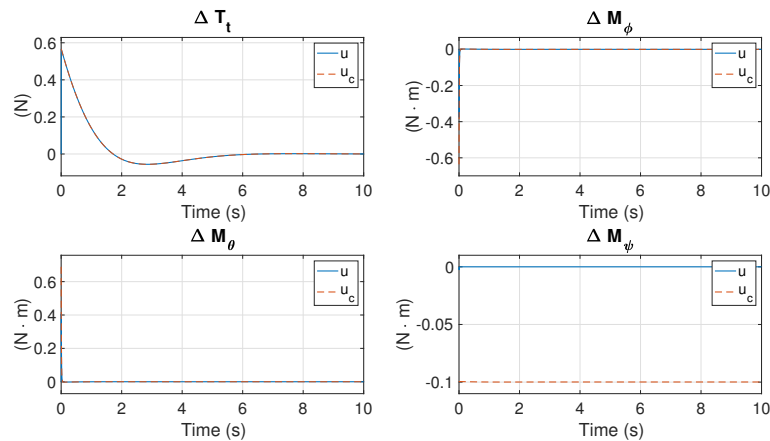 Δ T_t
(N)
0.6
0.4
0.2
0
u
u_c
0 2 4 6 8 10
Time (s)
Δ M_ϕ
(N · m)
0
-0.2
-0.4
-0.6
u
u_c
0 2 4 6 8 10
Time (s)
Δ M_θ
(N · m)
0.6
0.4
0.2
0
u
u_c
0 2 4 6 8 10
Time (s)
Δ M_ψ
(N · m)
0
-0.05
-0.1
u
u_c
0 2 4 6 8 10
Time (s)